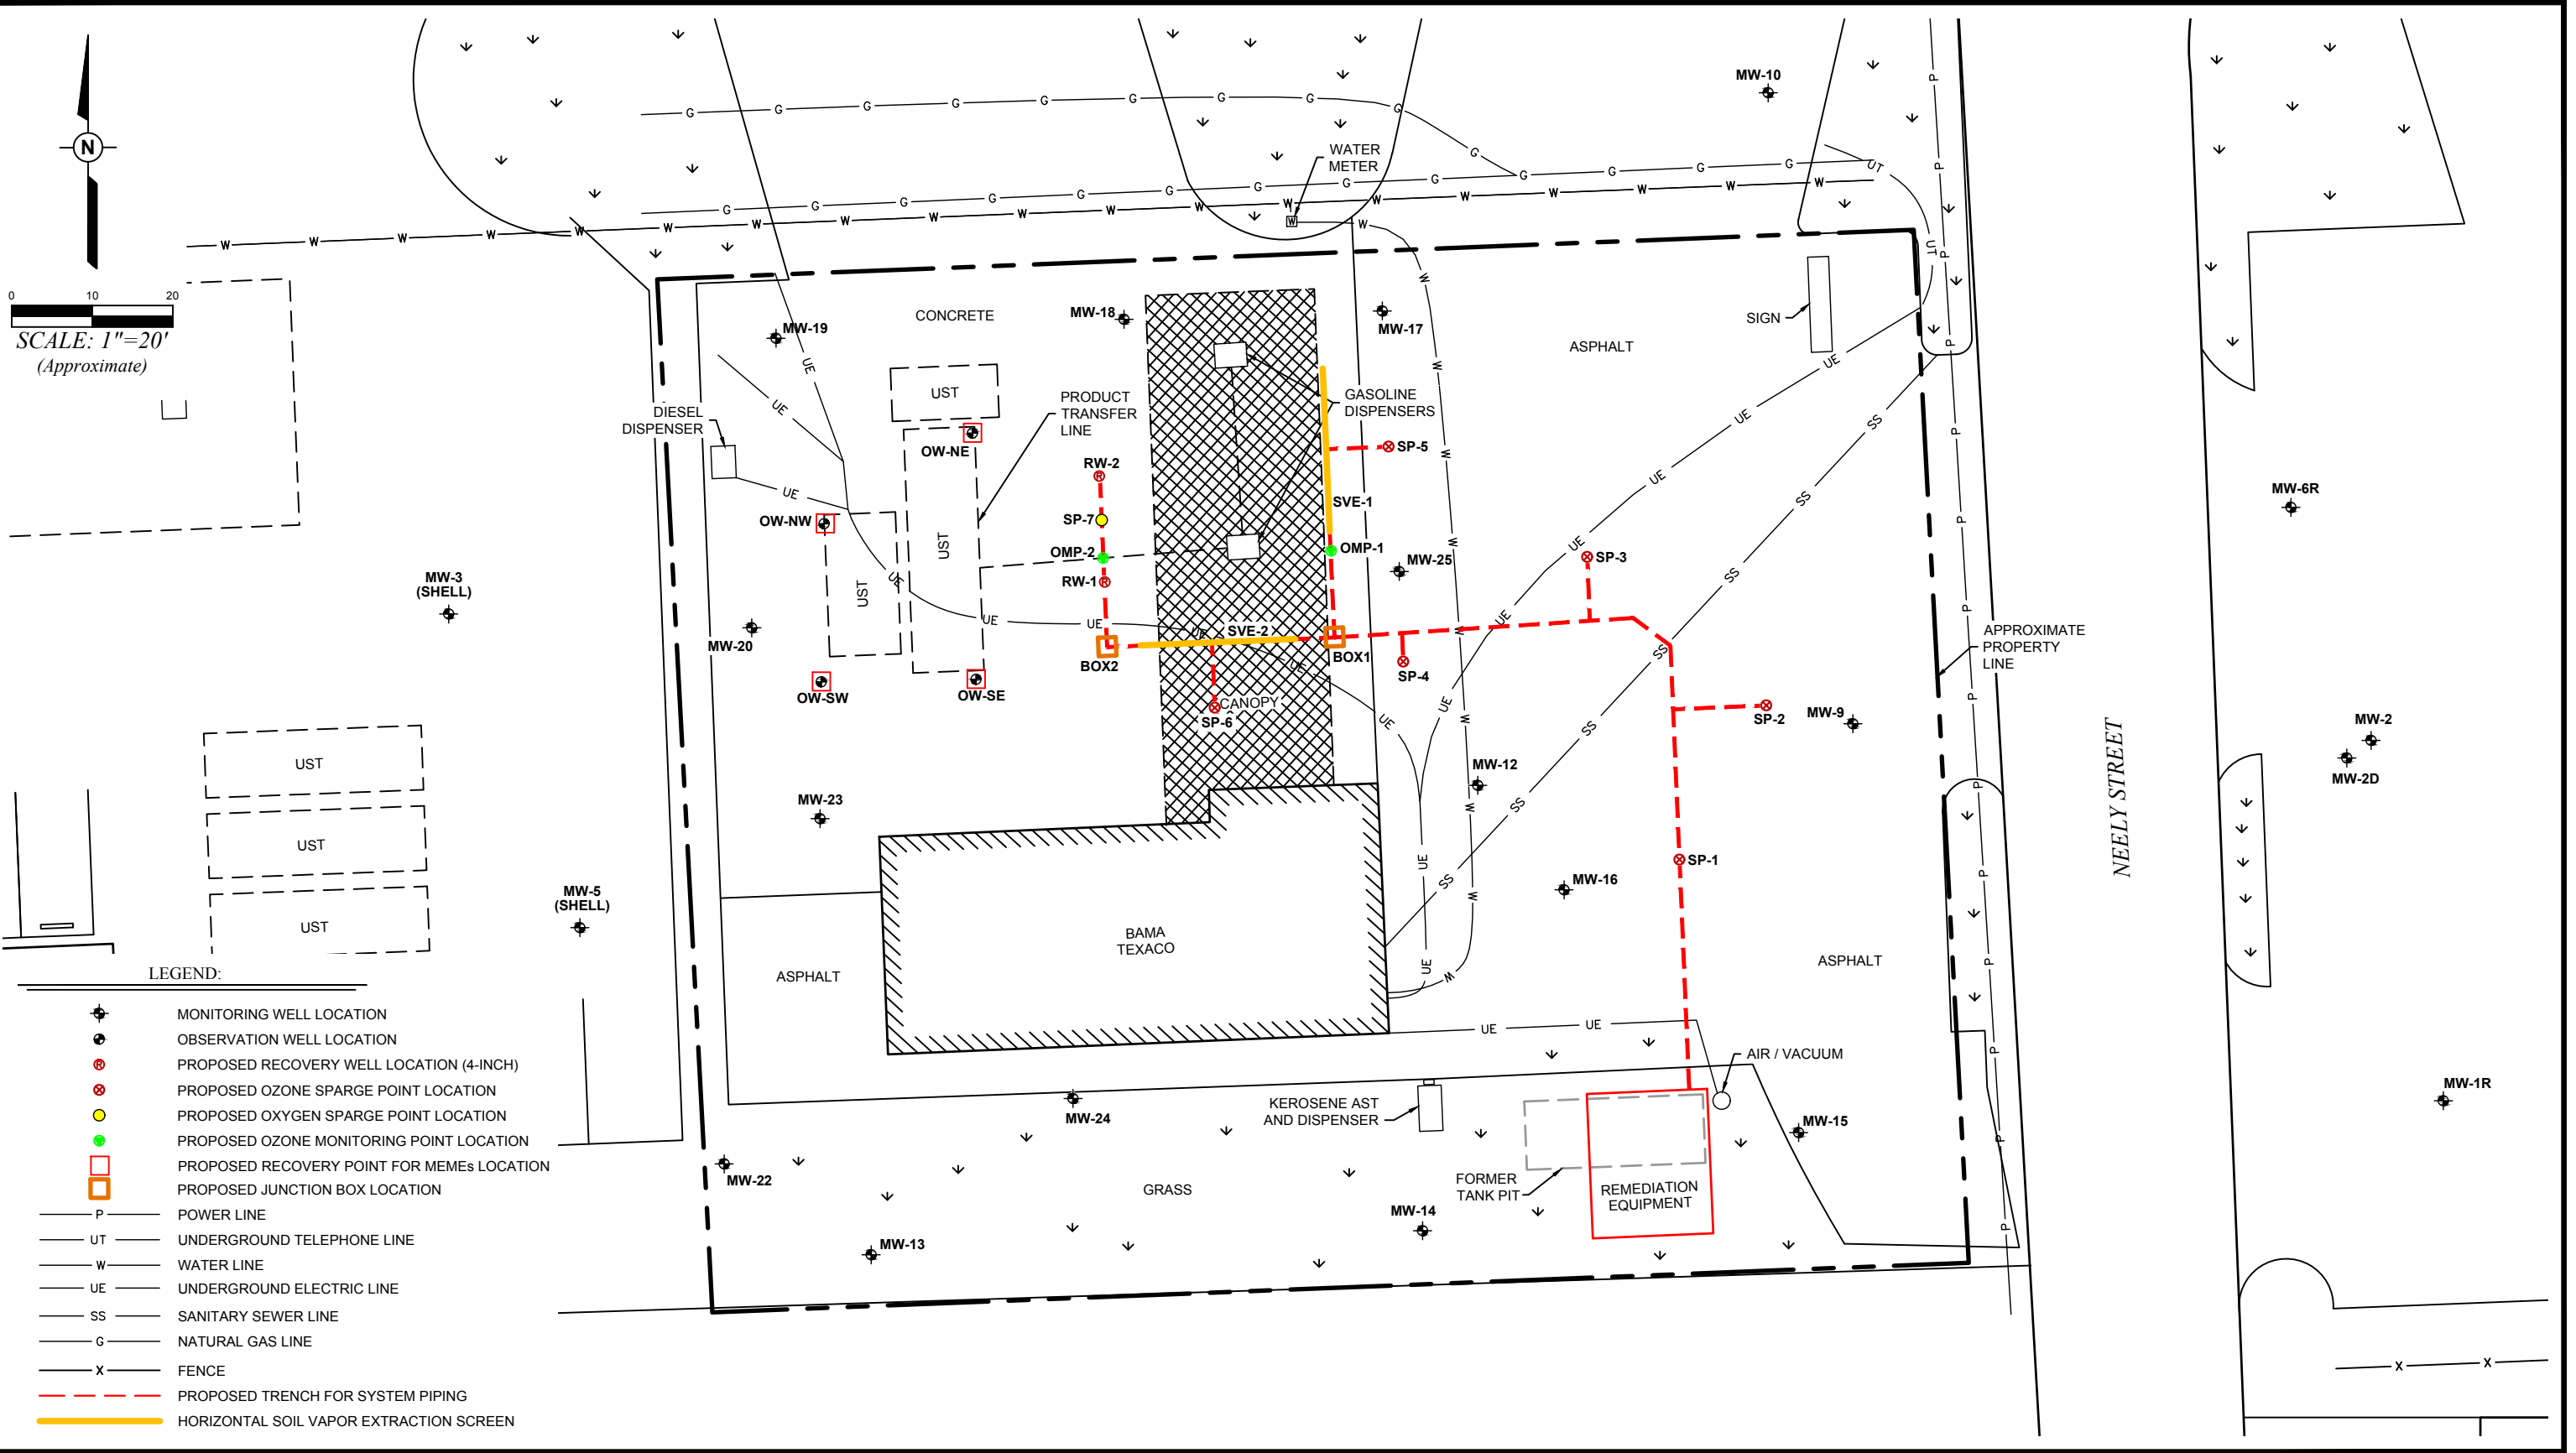 MW-10
WATER
METER
N
0 10 20
SCALE: 1"=20'
(Approximate)
MW-19
CONCRETE
MW-18
MW-17
SIGN
ASPHALT
UST
DIESEL
DISPENSER
PRODUCT
TRANSFER
LINE
GASOLINE
DISPENSERS
OW-NE
RW-2
SP-5
OW-NW
SP-7
SVE-1
MW-6R
UST
OMP-2
OMP-1
MW-25
SP-3
MW-3
(SHELL)
UST
RW-1
MW-20
SVE-2
BOX2
BOX1
SP-4
APPROXIMATE
PROPERTY
LINE
OW-SW
OW-SE
CANOPY
SP-6
SP-2
MW-9
MW-2
MW-2D
NEELY STREET
UST
MW-12
MW-23
UST
SP-1
MW-16
MW-5
(SHELL)
UST
BAMA
TEXACO
ASPHALT
ASPHALT
AIR / VACUUM
KEROSENE AST
AND DISPENSER
MW-24
MW-15
MW-1R
MW-22
FORMER
TANK PIT
REMEDIATION
EQUIPMENT
GRASS
MW-14
MW-13
LEGEND:
MONITORING WELL LOCATION
OBSERVATION WELL LOCATION
R PROPOSED RECOVERY WELL LOCATION (4-INCH)
PROPOSED OZONE SPARGE POINT LOCATION
PROPOSED OXYGEN SPARGE POINT LOCATION
PROPOSED OZONE MONITORING POINT LOCATION
PROPOSED RECOVERY POINT FOR MEMEs LOCATION
PROPOSED JUNCTION BOX LOCATION
P POWER LINE
UT UNDERGROUND TELEPHONE LINE
W WATER LINE
UE UNDERGROUND ELECTRIC LINE
SS SANITARY SEWER LINE
G NATURAL GAS LINE
X FENCE
PROPOSED TRENCH FOR SYSTEM PIPING
HORIZONTAL SOIL VAPOR EXTRACTION SCREEN